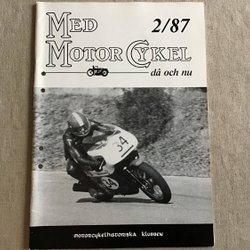 MED
MOTOR CYKEL
2/87
då och nu
34
MOTORCYKELHISTORISKA KLUBBEN